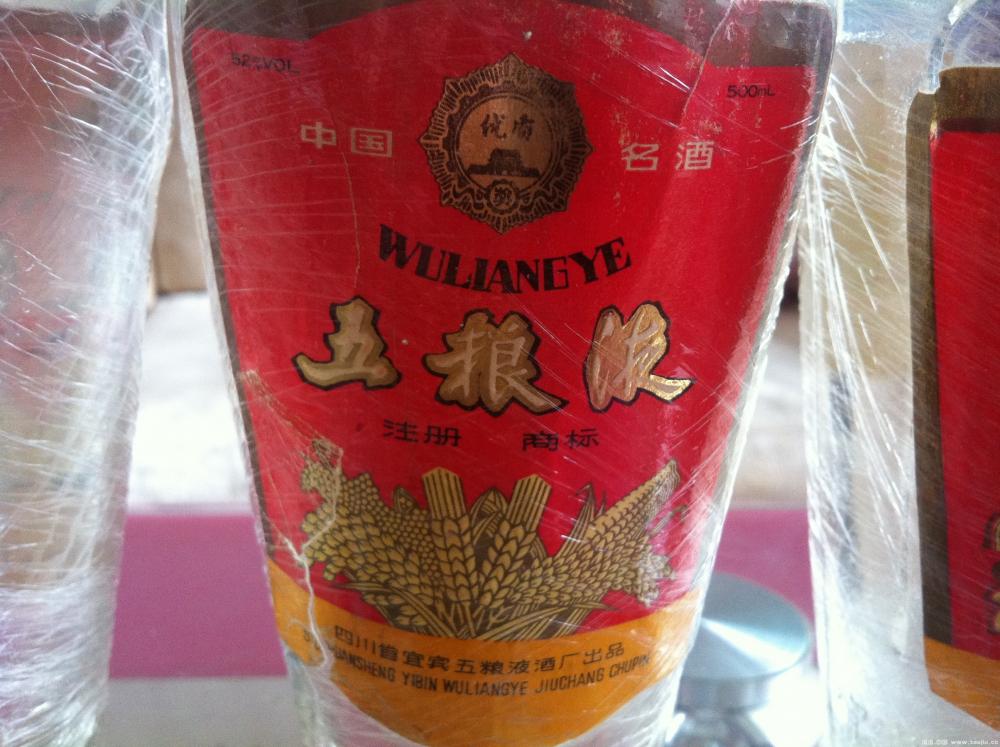 52%VOL
500mL
优质
中国
名酒
WULIANGYE
五粮液
注册 商标
四川省宜宾五粮液酒厂出品
YIBIN WULIANGYE JIUCHANG CHUPIN